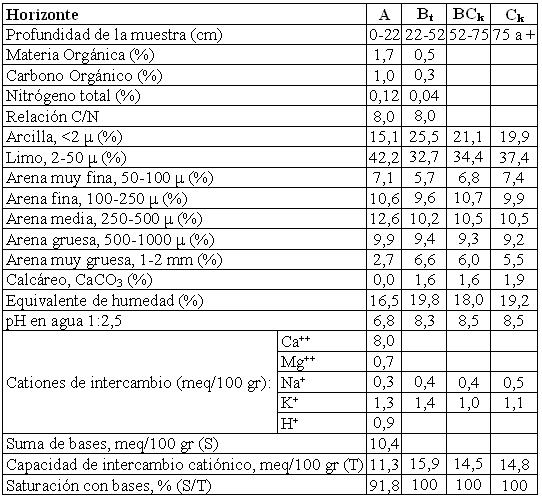 Horizonte A Bt BCk Ck
Profundidad de la muestra (cm) 0-22 22-52 52-75 75 a +
Materia Orgánica (%) 1,7 0,5
Carbono Orgánico (%) 1,0 0,3
Nitrógeno total (%) 0,12 0,04
Relación C/N 8,0 8,0
Arcilla, <2 μ (%) 15,1 25,5 21,1 19,9
Limo, 2-50 μ (%) 42,2 32,7 34,4 37,4
Arena muy fina, 50-100 μ (%) 7,1 5,7 6,8 7,4
Arena fina, 100-250 μ (%) 10,6 9,6 10,7 9,9
Arena media, 250-500 μ (%) 12,6 10,2 10,5 10,5
Arena gruesa, 500-1000 μ (%) 9,9 9,4 9,3 9,2
Arena muy gruesa, 1-2 mm (%) 2,7 6,6 6,0 5,5
Calcáreo, CaCO3 (%) 0,0 1,6 1,6 1,9
Equivalente de humedad (%) 16,5 19,8 18,0 19,2
pH en agua 1:2,5 6,8 8,3 8,5 8,5
Cationes de intercambio (meq/100 gr):
Ca++ 8,0
Mg++ 0,7
Na+ 0,3 0,4 0,4 0,5
K+ 1,3 1,4 1,0 1,1
H+ 0,9
Suma de bases, meq/100 gr (S) 10,4
Capacidad de intercambio catiónico, meq/100 gr (T) 11,3 15,9 14,5 14,8
Saturación con bases, % (S/T) 91,8 100 100 100